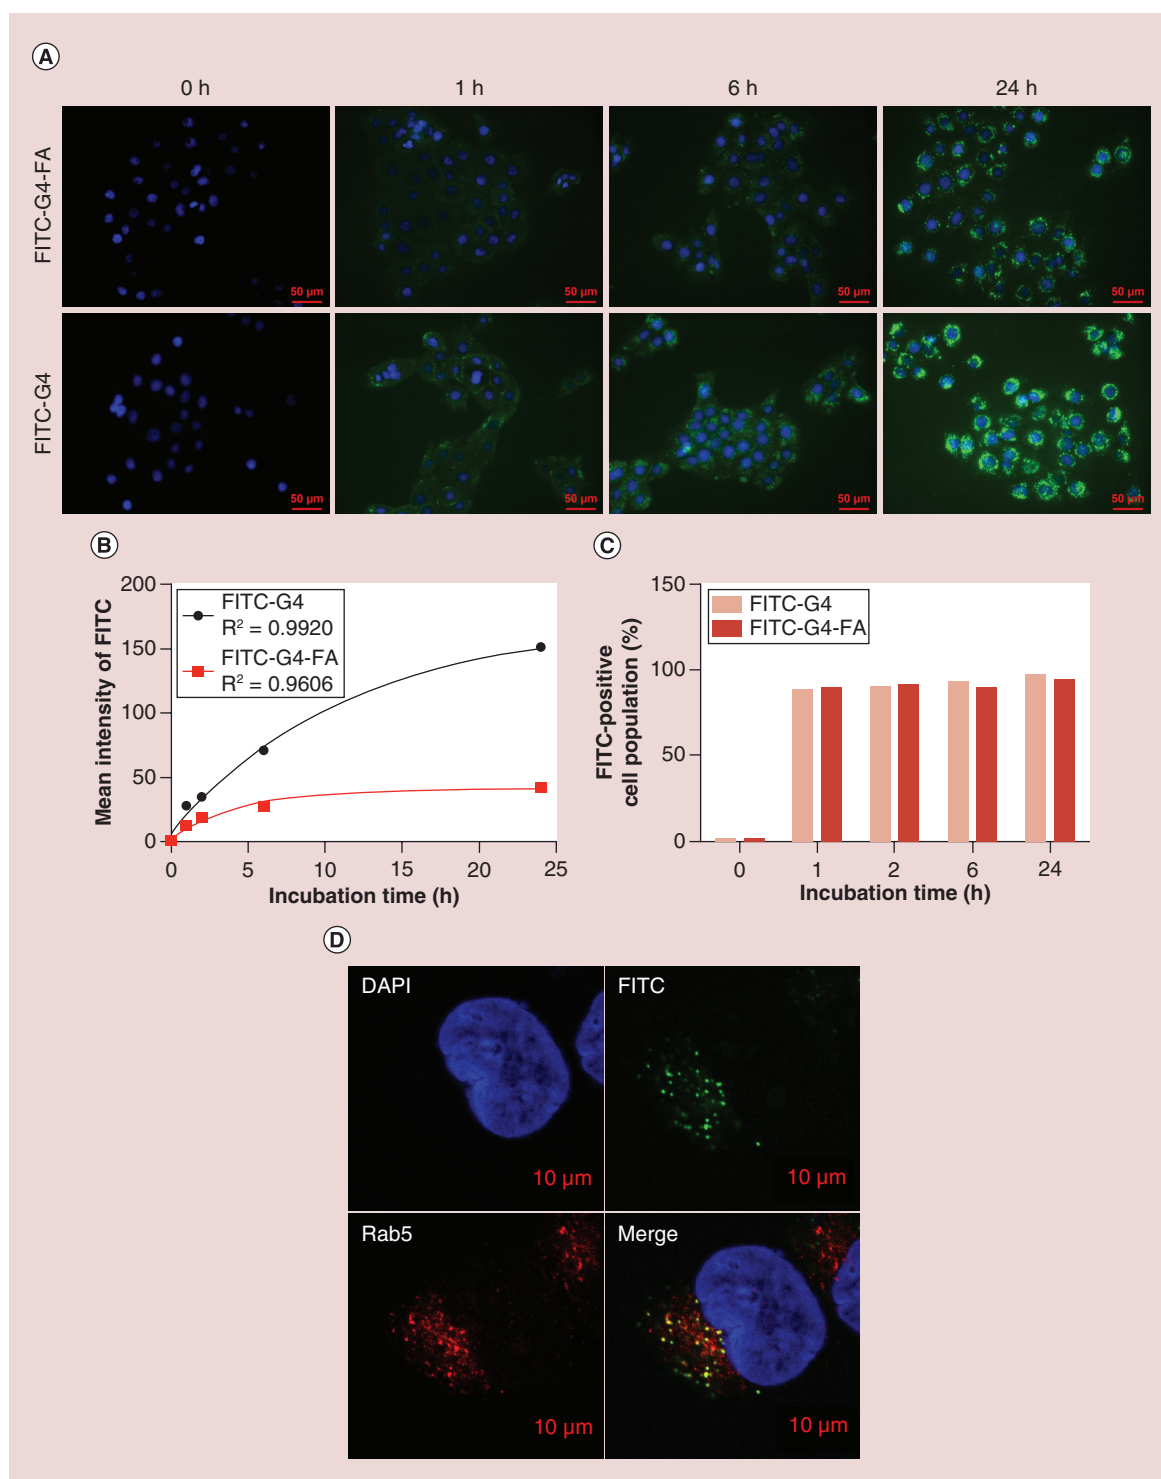 A
0 h
1 h
6 h
24 h
FITC-G4-FA
50 µm
50 µm
50 µm
50 µm
FITC-G4
50 µm
50 µm
50 µm
50 µm
B
Mean intensity of FITC
200
150
100
50
0
FITC-G4
R² = 0.9920
FITC-G4-FA
R² = 0.9606
0
5
10
15
20
25
Incubation time (h)
C
FITC-positive
cell population (%)
150
100
50
0
FITC-G4
FITC-G4-FA
0
1
2
6
24
Incubation time (h)
D
DAPI
10 µm
FITC
10 µm
Rab5
10 µm
Merge
10 µm